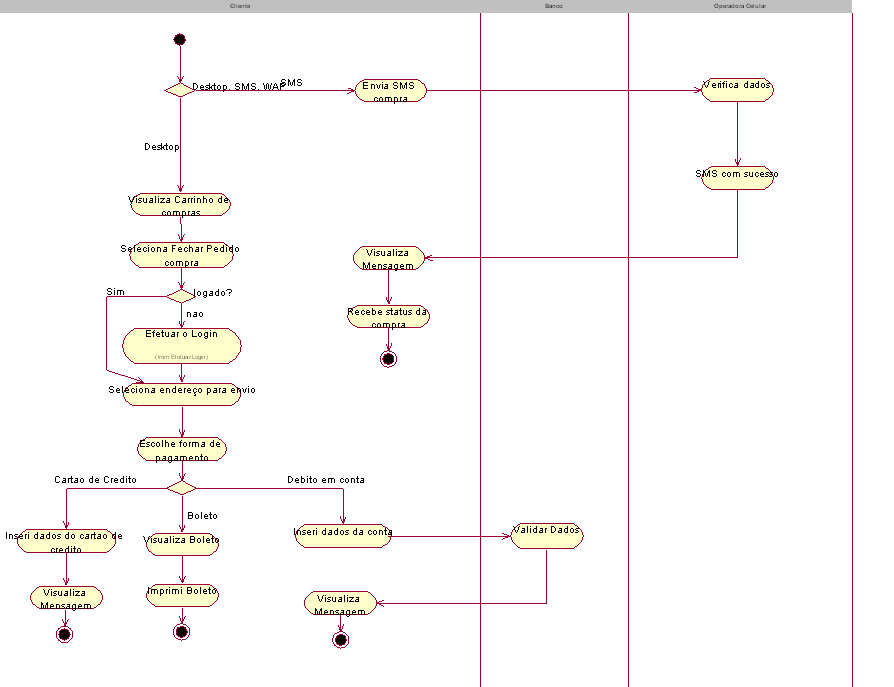 Cliente
Banco
Operadora Celular
Desktop, SMS, WAP
SMS
Envia SMS
compra
Verifica dados
Desktop
SMS com sucesso
Visualiza Carrinho de
compras
Seleciona Fechar Pedido
compra
Visualiza
Mensagem
Sim
logado?
nao
Recebe status da
compra
Efetuar o Login
(from Efetuar Login)
Seleciona endereço para envio
Escolhe forma de
pagamento
Cartao de Credito
Debito em conta
Boleto
Inseri dados do cartao de
credito
Visualiza Boleto
Inseri dados da conta
Validar Dados
Visualiza
Mensagem
Imprimi Boleto
Visualiza
Mensagem